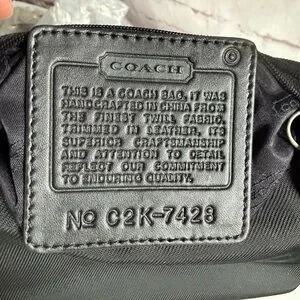 ©
COACH
THIS IS A COACH BAG. IT WAS
HANDCRAFTED IN CHINA FROM
THE FINEST TWILL FABRIC.
TRIMMED IN LEATHER, ITS
SUPERIOR CRAFTSMANSHIP
AND ATTENTION TO DETAIL
REFLECT OUR COMMITMENT
TO ENDURING QUALITY.
No C2K-7428